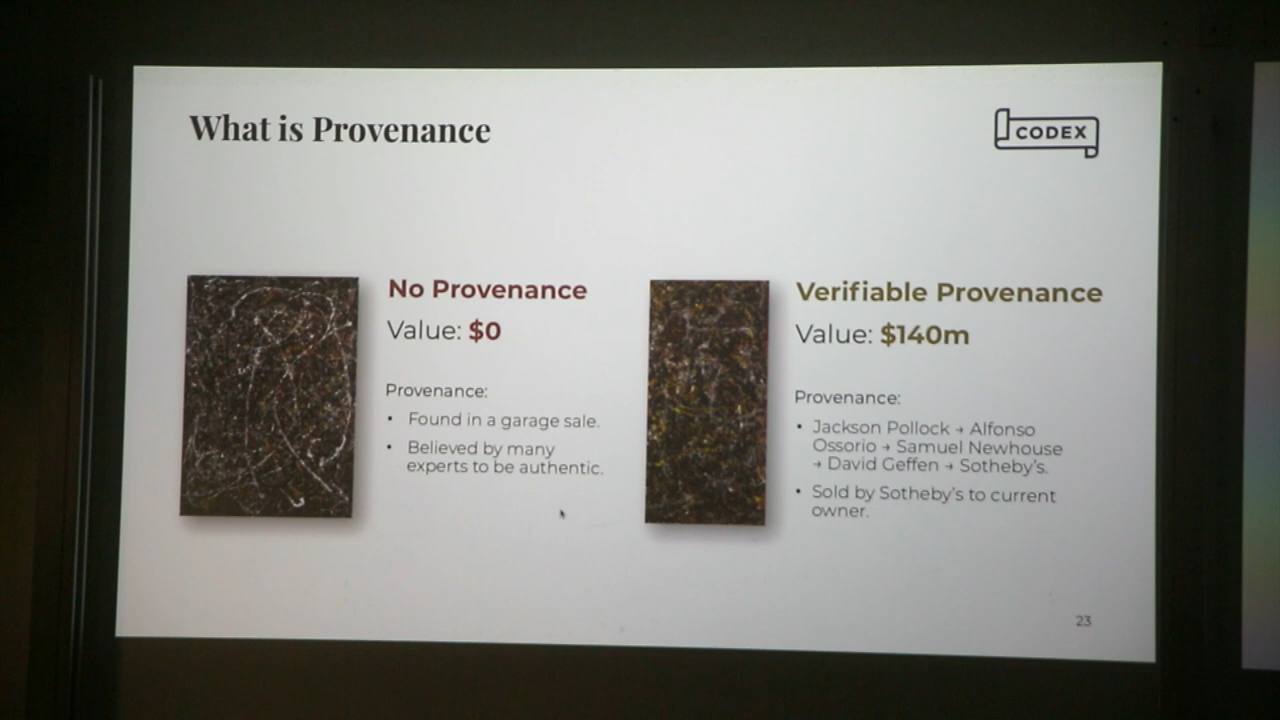 What is Provenance
CODEX
No Provenance
Value: $0
Provenance:
• Found in a garage sale.
• Believed by many
experts to be authentic.
Verifiable Provenance
Value: $140m
Provenance:
• Jackson Pollock → Alfonso
Ossorio → Samuel Newhouse
→ David Geffen → Sotheby's.
• Sold by Sotheby's to current
owner.
23